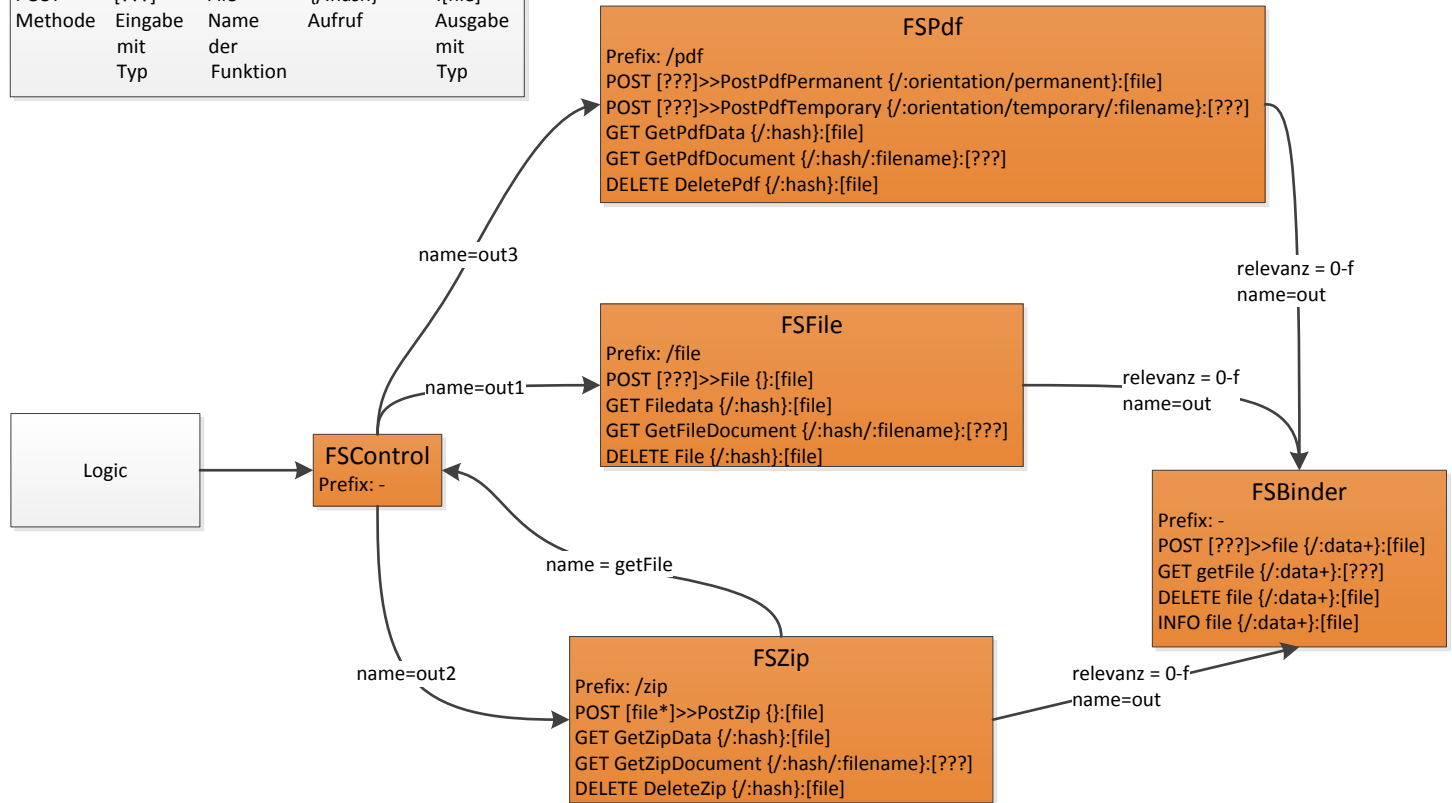 Methode Eingabe Name Aufruf Ausgabe
mit der mit
Typ Funktion Typ
FSPdf
Prefix: /pdf
POST [???]>>PostPdfPermanent {/:orientation/permanent}:[file]
POST [???]>>PostPdfTemporary {/:orientation/temporary/:filename}:[???]
GET GetPdfData {/:hash}:[file]
GET GetPdfDocument {/:hash/:filename}:[???]
DELETE DeletePdf {/:hash}:[file]
name=out3
relevanz = 0-f
name=out
FSFile
Prefix: /file
POST [???]>>File {}:[file]
GET Filedata {/:hash}:[file]
GET GetFileDocument {/:hash/:filename}:[???]
DELETE File {/:hash}:[file]
name=out1
relevanz = 0-f
name=out
Logic
FSControl
Prefix: -
FSBinder
Prefix: -
POST [???]>>file {/:data+}:[file]
GET getFile {/:data+}:[???]
DELETE file {/:data+}:[file]
INFO file {/:data+}:[file]
name = getFile
name=out2
FSZip
Prefix: /zip
POST [file*]>>PostZip {}:[file]
GET GetZipData {/:hash}:[file]
GET GetZipDocument {/:hash/:filename}:[???]
DELETE DeleteZip {/:hash}:[file]
relevanz = 0-f
name=out